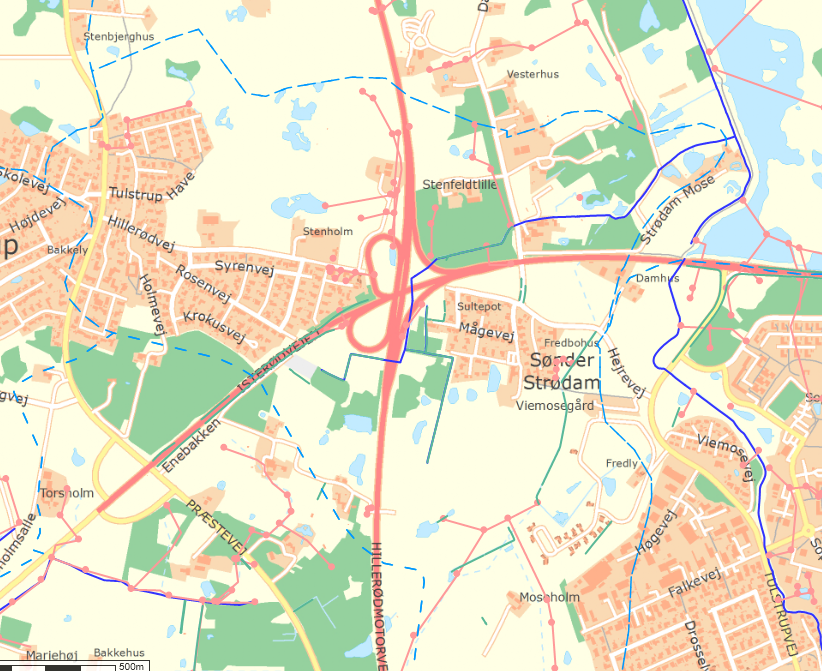 Stenbjerghus
Vesterhus
Skolevej
Tulstrup
Have
Stenfeldtlille
Strødam Mose
Højdevej
Hillerødvej
Stenholm
Bakkely
Syrenvej
Rosenvej
Damhus
Holmevej
Sultepot
Krokusvej
Mågevej
Fredbohus
Sønder
Strødam
Hejrevej
Viemosegård
Enebakken
Viemosevej
Fredly
Torsholm
PRÆSTEVEJ
Høgevej
HILLERØDMOTORVE
Falkevej
Moseholm
TULSTRUPVEJ
Mariehøj
Bakkehus
500m